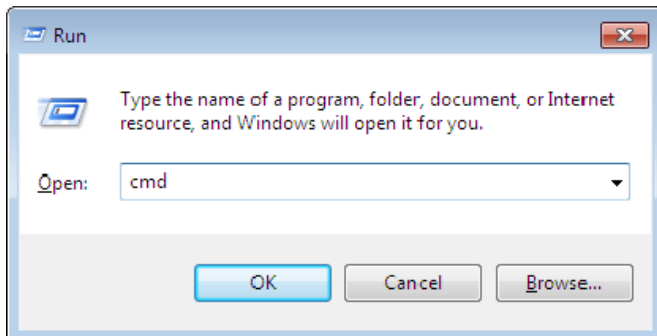 Run
Type the name of a program, folder, document, or Internet
resource, and Windows will open it for you.
Open:
cmd
OK
Cancel
Browse...